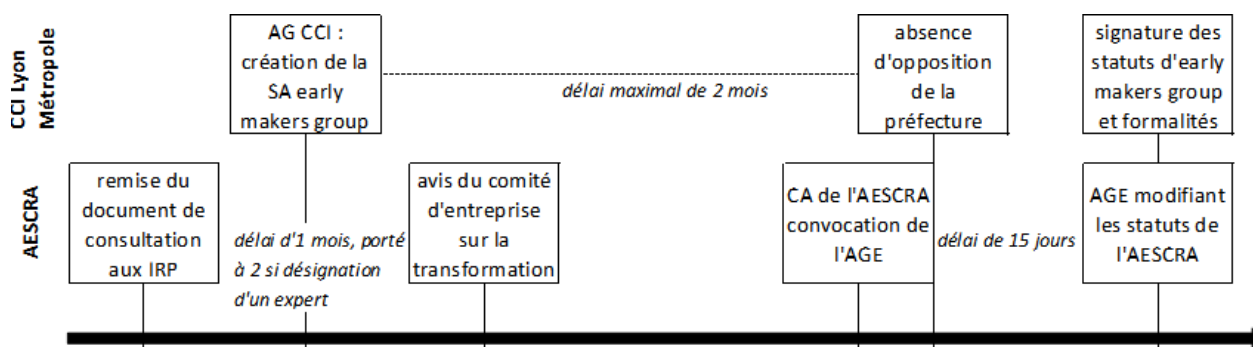 CCI Lyon
Métropole
AG CCI :
création de la
SA early
makers group
délai maximal de 2 mois
absence
d'opposition
de la
préfecture
signature des
statuts d'early
makers group
et formalités
AESCRA
remise du
document de
consultation
aux IRP
délai d'1 mois, porté
à 2 si désignation
d'un expert
avis du comité
d'entreprise
sur la
transformation
CA de l'AESCRA
convocation de
l'AGE
délai de 15 jours
AGE modifiant
les statuts de
l'AESCRA